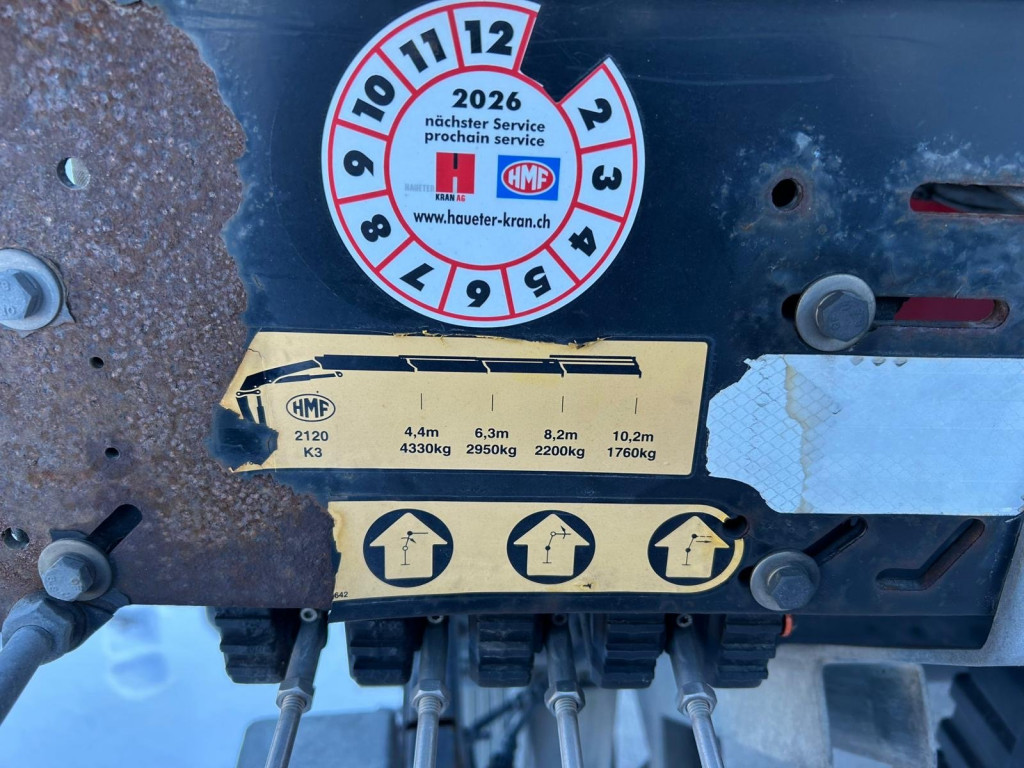 11 12
10 2
9 3
8 4
7 6 5
2026
nächster Service
prochain service
H HMF
HAUETER
KRAN AG
www.haueter-kran.ch
HMF
2120
K3
4,4m 6,3m 8,2m 10,2m
4330kg 2950kg 2200kg 1760kg
642